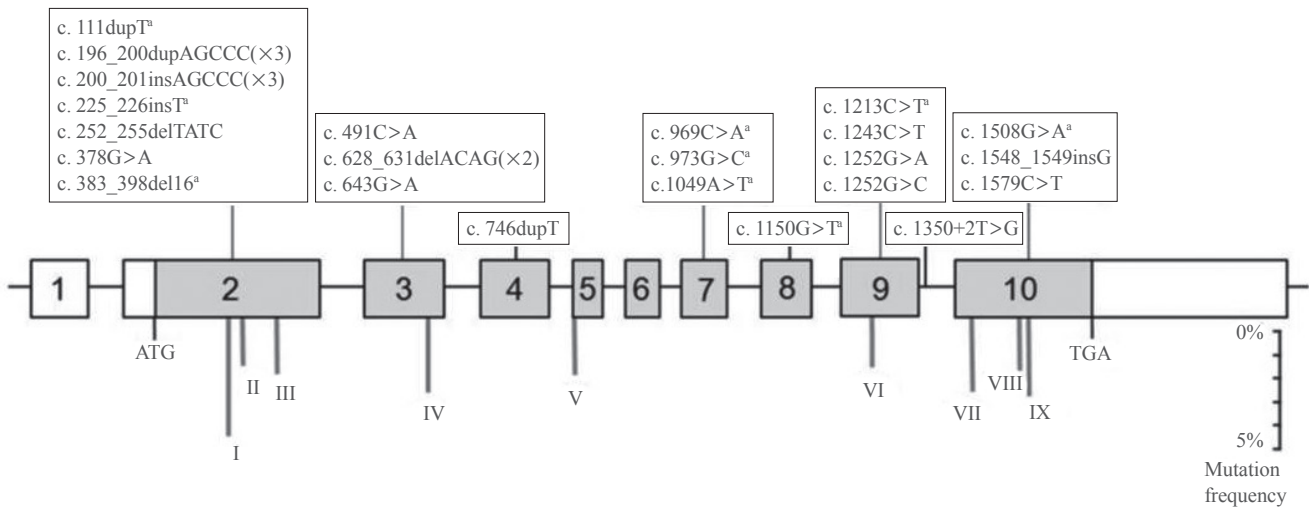 c. 111dupTᵃ
c. 196_200dupAGCCC(×3)
c. 200_201insAGCCC(×3)
c. 225_226insTᵃ
c. 252_255delTATC
c. 378G>A
c. 383_398del16ᵃ
c. 491C>A
c. 628_631delACAG(×2)
c. 643G>A
c. 746dupT
c. 969C>Aᵃ
c. 973G>Cᵃ
c.1049A>Tᵃ
c. 1150G>Tᵃ
c. 1213C>Tᵃ
c. 1243C>T
c. 1252G>A
c. 1252G>C
c. 1350+2T>G
c. 1508G>Aᵃ
c. 1548_1549insG
c. 1579C>T
1 2 3 4 5 6 7 8 9 10
ATG
TGA
I
II
III
IV
V
VI
VII
VIII
IX
0%
5%
Mutation
frequency